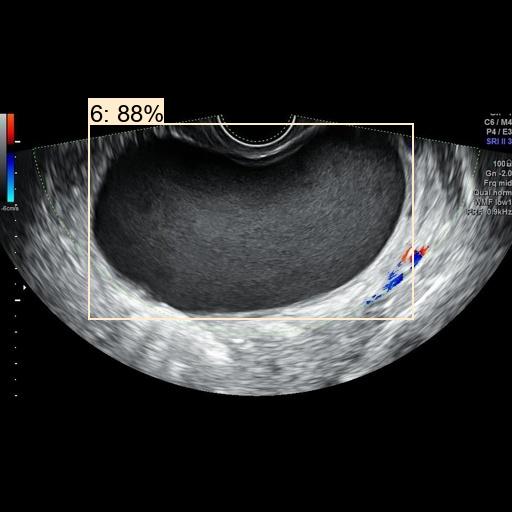 6: 88%
C6 / M4
P4 / E3
SRI II 3
Gn -2.0
Frq mid
Qual norm
WMF low1
PRF 0.9kHz
-6cm/s